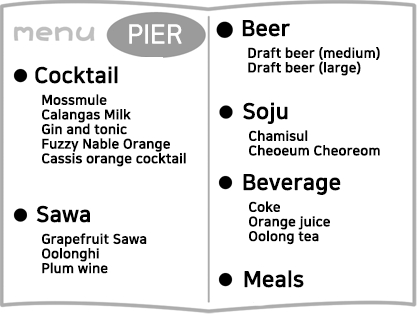 menu PIER
● Cocktail
Mossmule
Calangas Milk
Gin and tonic
Fuzzy Nable Orange
Cassis orange cocktail
● Sawa
Grapefruit Sawa
Oolonghi
Plum wine
● Beer
Draft beer (medium)
Draft beer (large)
● Soju
Chamisul
Cheoeum Cheoreom
● Beverage
Coke
Orange juice
Oolong tea
● Meals